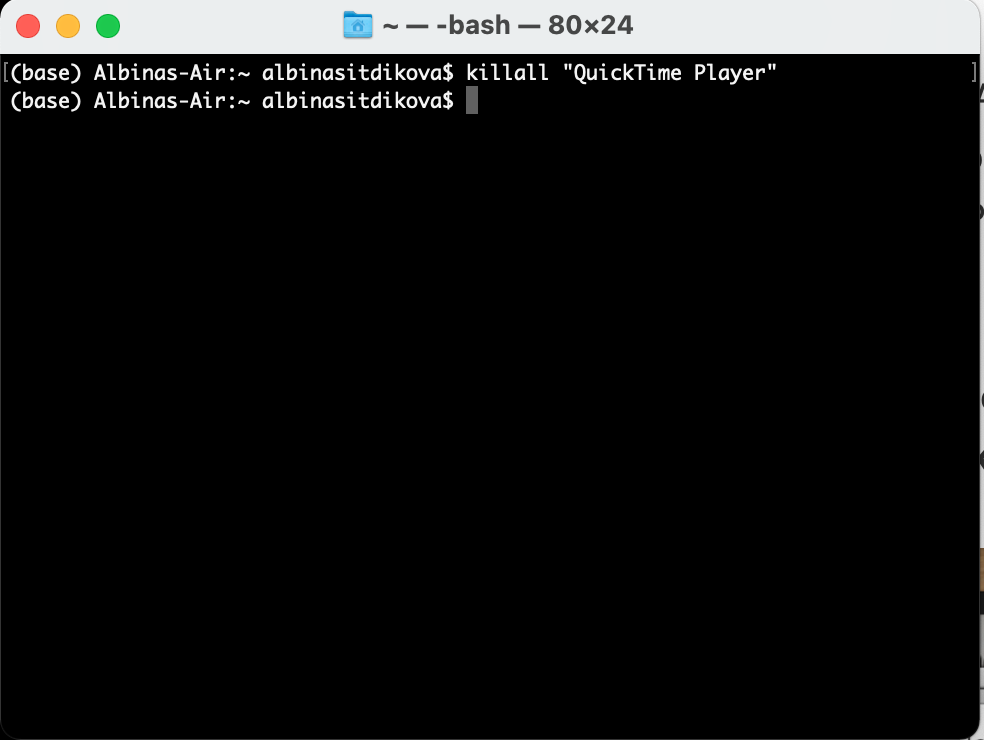 ~ — -bash — 80×24
[(base) Albinas-Air:~ albinasitdikova$ killall "QuickTime Player" ]
(base) Albinas-Air:~ albinasitdikova$